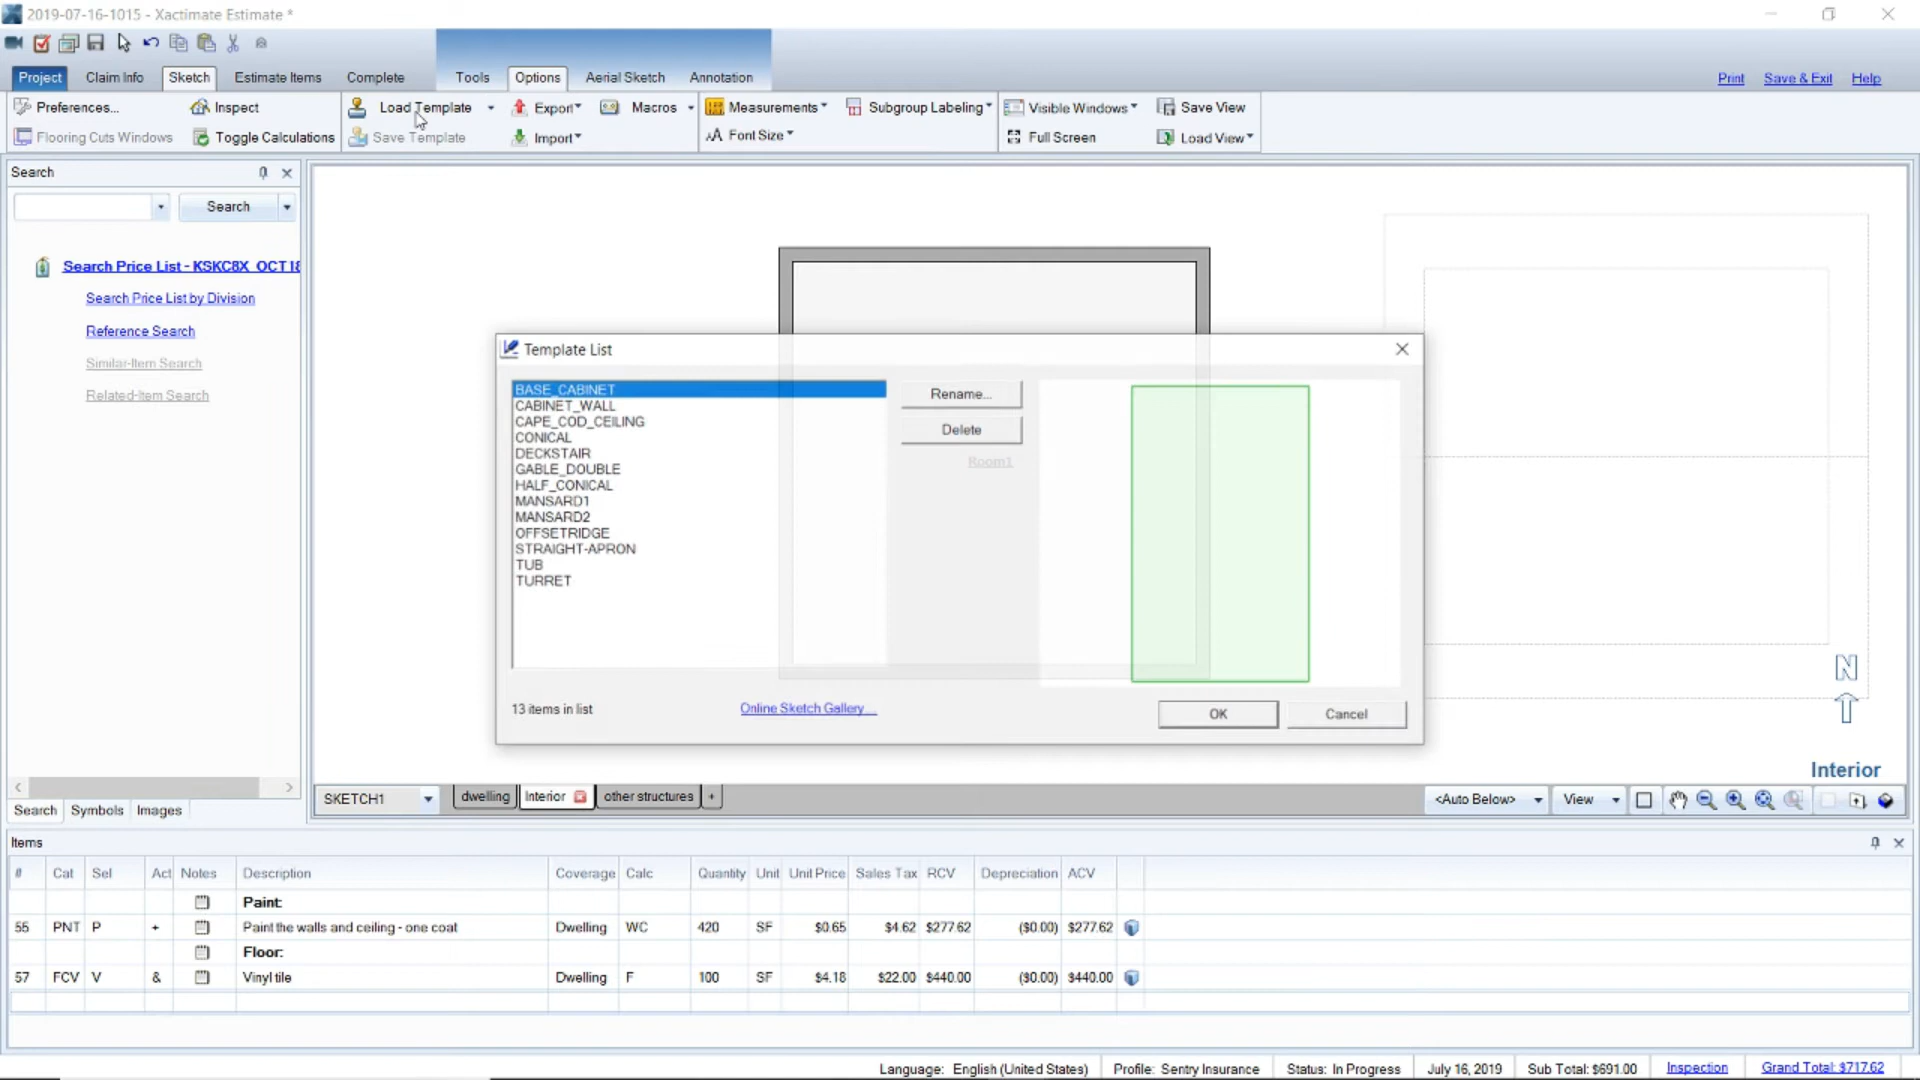 2019-07-16-1015 - Xactimate Estimate *
Project Claim Info Sketch Estimate Items Complete Tools Options Aerial Sketch Annotation Print Save & Exit Help
Preferences... Inspect Load Template Export Macros Measurements Subgroup Labeling Visible Windows Save View
Flooring Cuts Windows Toggle Calculations Save Template Import Font Size Full Screen Load View
Search
Search
Search Price List - KSKC8X_OCT18
Search Price List by Division
Reference Search
Similar-Item Search
Related-Item Search
Template List
BASE_CABINET
CABINET_WALL
CAPE_COD_CEILING
CONICAL
DECKSTAIR
GABLE_DOUBLE
HALF_CONICAL
MANSARD1
MANSARD2
OFFSETRIDGE
STRAIGHT-APRON
TUB
TURRET
Rename...
Delete
Room1
13 items in list
Online Sketch Gallery...
OK
Cancel
N
Interior
Search Symbols Images
SKETCH1 dwelling Interior other structures + <Auto Below> View
Items
# Cat Sel Act Notes Description Coverage Calc Quantity Unit Unit Price Sales Tax RCV Depreciation ACV
Paint:
55 PNT P + Paint the walls and ceiling - one coat Dwelling WC 420 SF $0.65 $4.62 $277.62 ($0.00) $277.62
Floor:
57 FCV V & Vinyl tile Dwelling F 100 SF $4.18 $22.00 $440.00 ($0.00) $440.00
Language: English (United States) Profile: Sentry Insurance Status: In Progress July 16, 2019 Sub Total: $691.00 Inspection Grand Total: $717.62